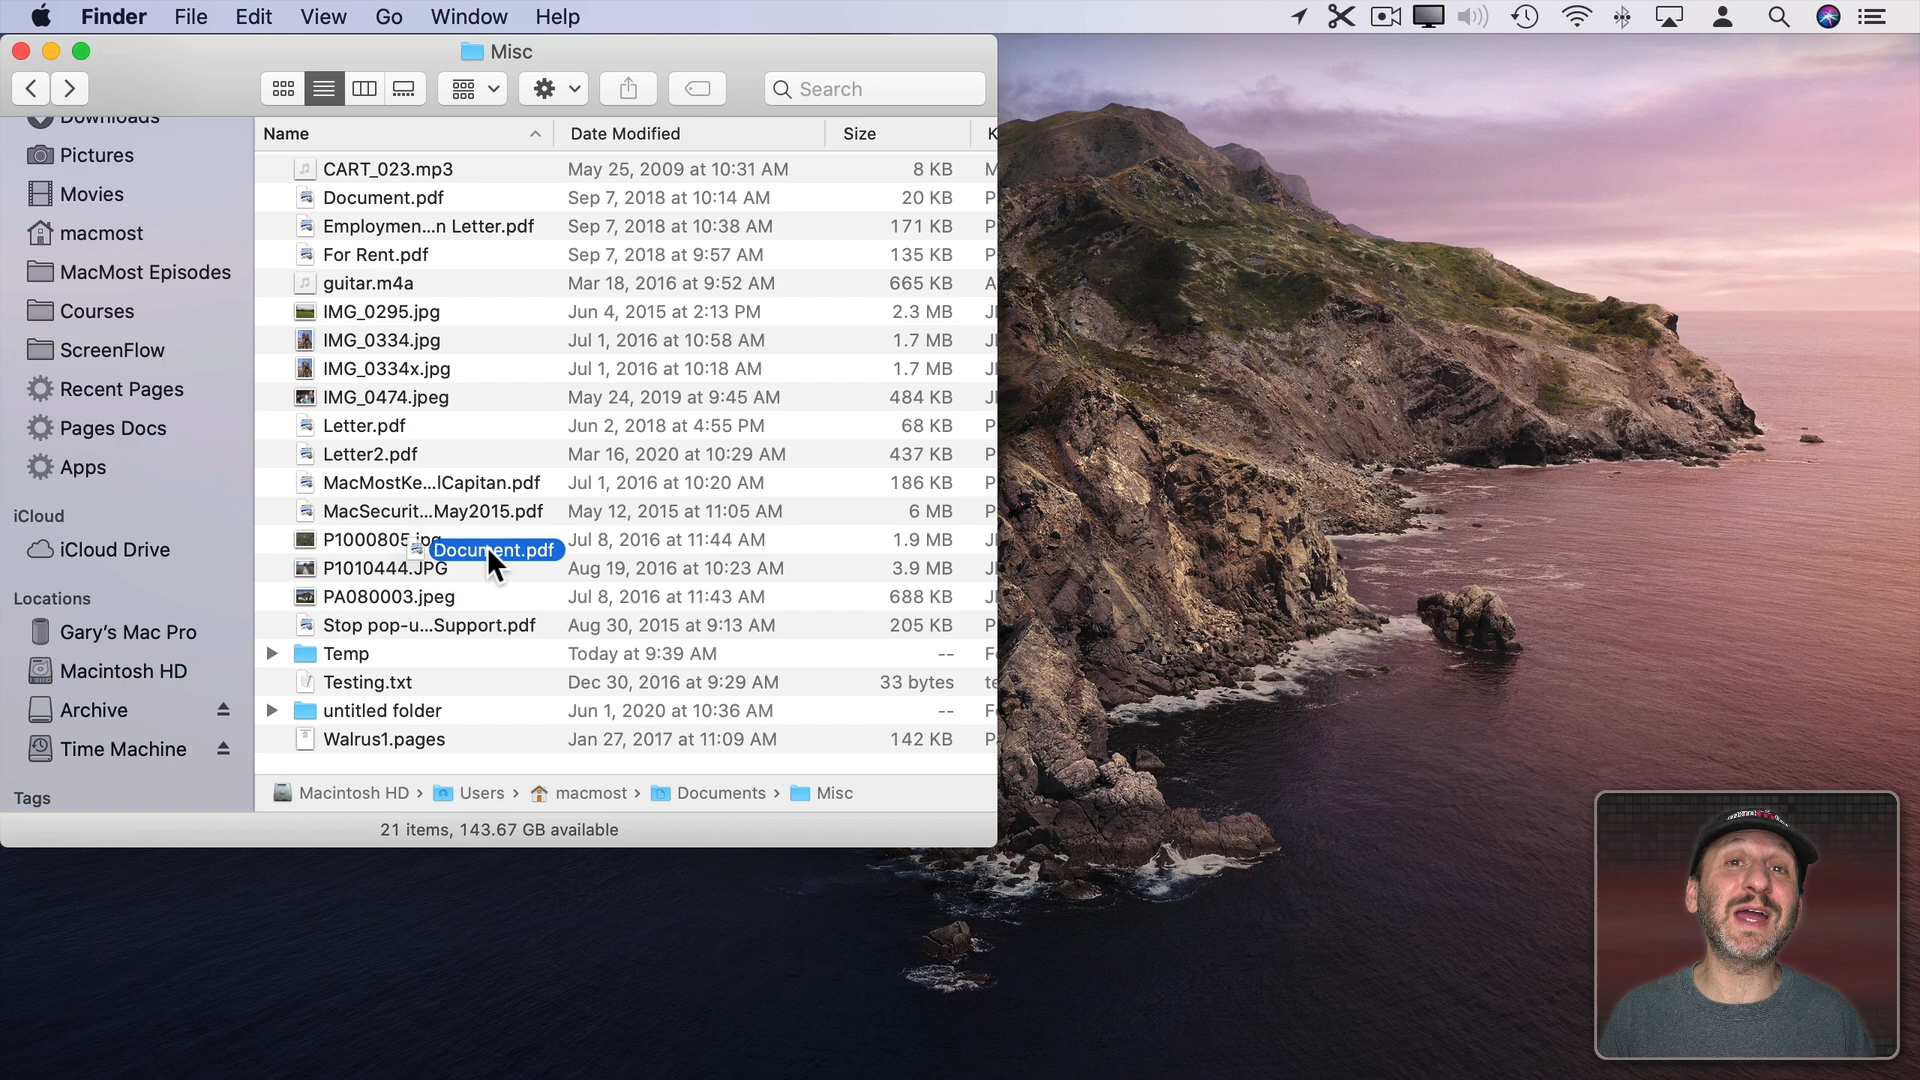 Finder File Edit View Go Window Help
Misc
Search
Downloads
Pictures
Movies
macmost
MacMost Episodes
Courses
ScreenFlow
Recent Pages
Pages Docs
Apps
iCloud
iCloud Drive
Locations
Gary’s Mac Pro
Macintosh HD
Archive
Time Machine
Tags
Name Date Modified Size K
CART_023.mp3 May 25, 2009 at 10:31 AM 8 KB M
Document.pdf Sep 7, 2018 at 10:14 AM 20 KB P
Employmen...n Letter.pdf Sep 7, 2018 at 10:38 AM 171 KB P
For Rent.pdf Sep 7, 2018 at 9:57 AM 135 KB P
guitar.m4a Mar 18, 2016 at 9:52 AM 665 KB A
IMG_0295.jpg Jun 4, 2015 at 2:13 PM 2.3 MB J
IMG_0334.jpg Jul 1, 2016 at 10:58 AM 1.7 MB J
IMG_0334x.jpg Jul 1, 2016 at 10:18 AM 1.7 MB J
IMG_0474.jpeg May 24, 2019 at 9:45 AM 484 KB J
Letter.pdf Jun 2, 2018 at 4:55 PM 68 KB P
Letter2.pdf Mar 16, 2020 at 10:29 AM 437 KB P
MacMostKe...lCapitan.pdf Jul 1, 2016 at 10:20 AM 186 KB P
MacSecurit...May2015.pdf May 12, 2015 at 11:05 AM 6 MB P
P1000805.jpg Jul 8, 2016 at 11:44 AM 1.9 MB J
Document.pdf
P1010444.JPG Aug 19, 2016 at 10:23 AM 3.9 MB J
PA080003.jpeg Jul 8, 2016 at 11:43 AM 688 KB J
Stop pop-u...Support.pdf Aug 30, 2015 at 9:13 AM 205 KB P
Temp Today at 9:39 AM -- F
Testing.txt Dec 30, 2016 at 9:29 AM 33 bytes te
untitled folder Jun 1, 2020 at 10:36 AM -- F
Walrus1.pages Jan 27, 2017 at 11:09 AM 142 KB P
Macintosh HD › Users › macmost › Documents › Misc
21 items, 143.67 GB available